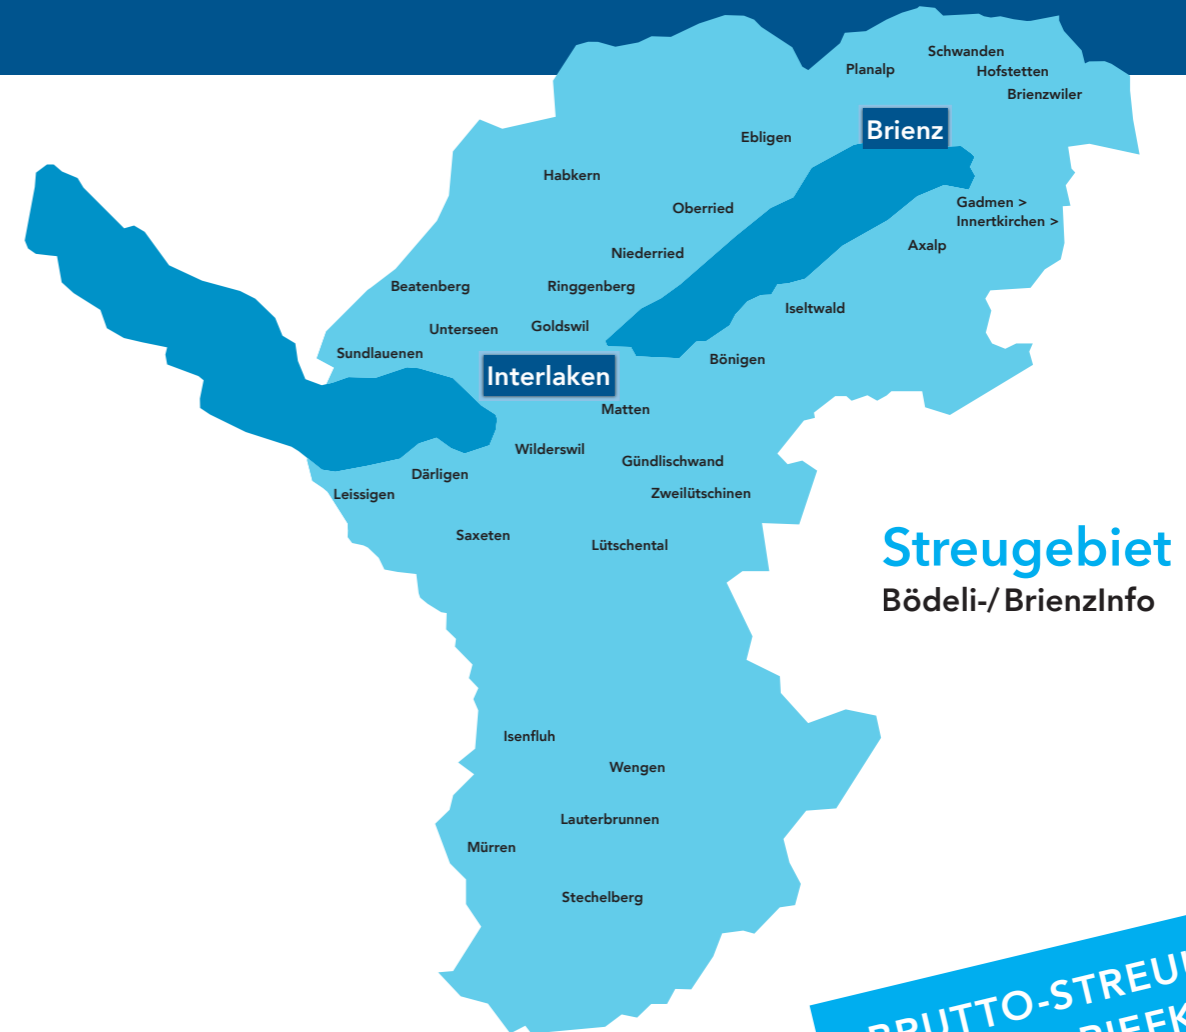 Schwanden
Planalp
Hofstetten
Brienzwiler
Brienz
Ebligen
Habkern
Oberried
Gadmen >
Innertkirchen >
Axalp
Niederried
Beatenberg
Ringgenberg
Iseltwald
Unterseen
Goldswil
Sundlauenen
Bönigen
Interlaken
Matten
Wilderswil
Gündlischwand
Därligen
Leissigen
Zweilütschinen
Saxeten
Lütschental
Streugebiet
Bödeli-/BrienzInfo
Isenfluh
Wengen
Lauterbrunnen
Mürren
Stechelberg
BRUTTO-STREU